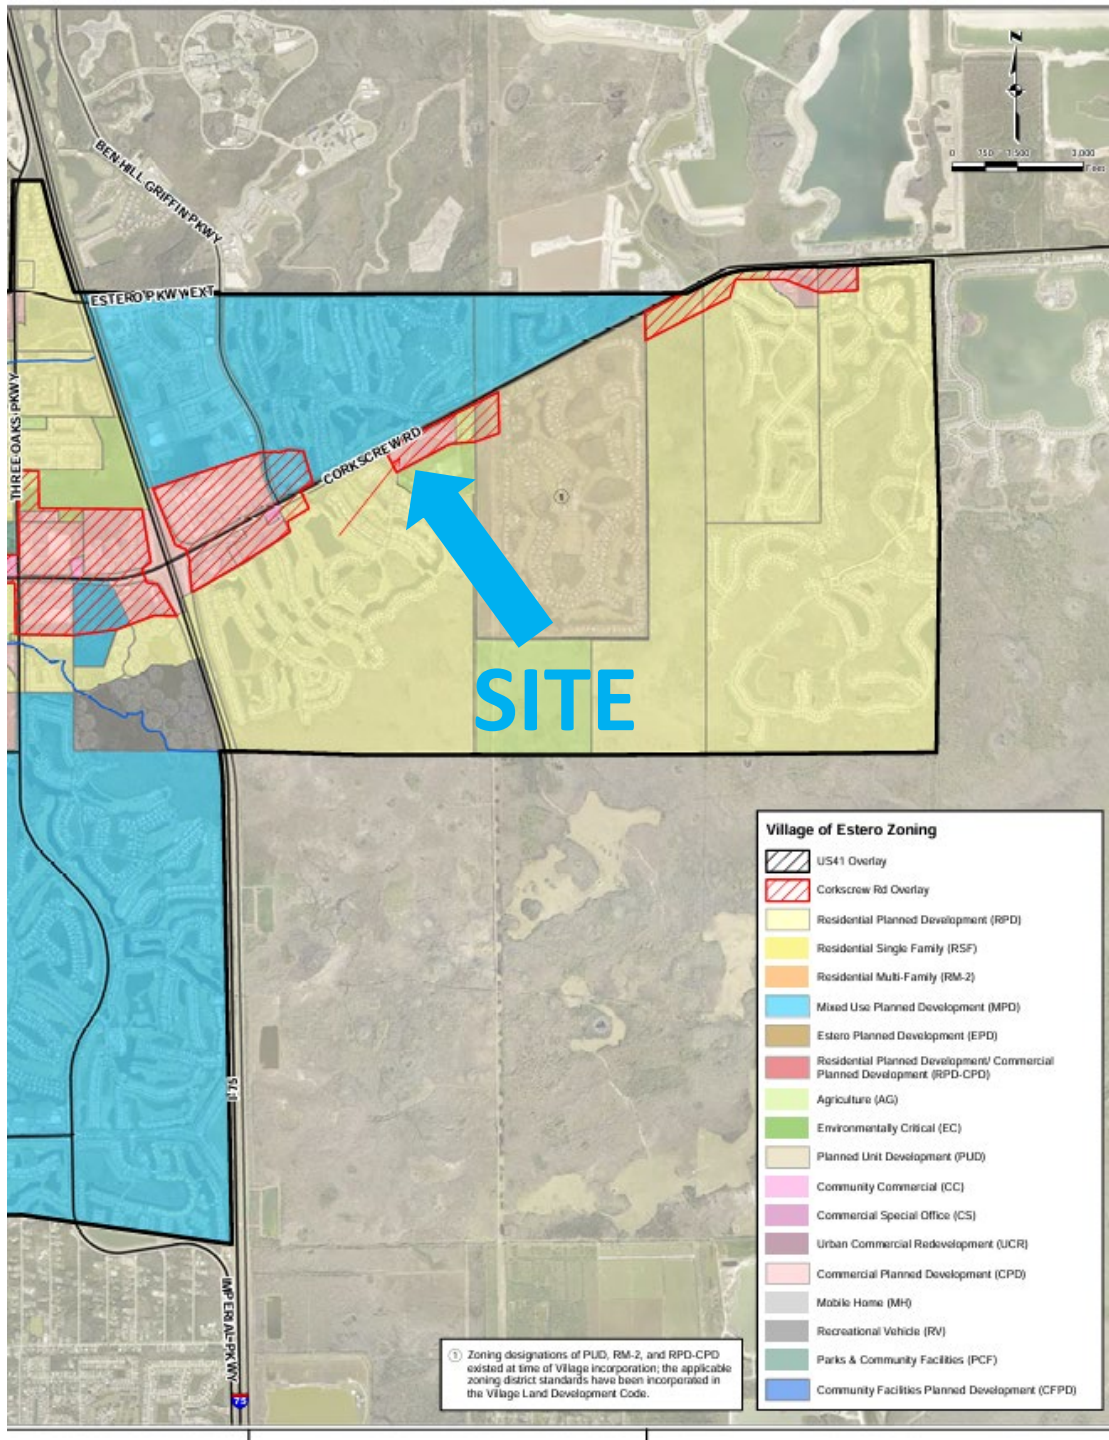 N
0 750 1,500 3,000
Feet
BEN HILL GRIFFIN PKWY
ESTERO PKWY EXT
THREE OAKS PKWY
CORKSCREW RD
1
SITE
Village of Estero Zoning
US41 Overlay
Corkscrew Rd Overlay
Residential Planned Development (RPD)
Residential Single Family (RSF)
Residential Multi-Family (RM-2)
Mixed Use Planned Development (MPD)
Estero Planned Development (EPD)
Residential Planned Development/ Commercial
Planned Development (RPD-CPD)
Agriculture (AG)
Environmentally Critical (EC)
Planned Unit Development (PUD)
Community Commercial (CC)
Commercial Special Office (CS)
Urban Commercial Redevelopment (UCR)
Commercial Planned Development (CPD)
Mobile Home (MH)
Recreational Vehicle (RV)
Parks & Community Facilities (PCF)
Community Facilities Planned Development (CFPD)
I 75
IMPERIAL PKWY
75
1 Zoning designations of PUD, RM-2, and RPD-CPD
existed at time of Village incorporation; the applicable
zoning district standards have been incorporated in
the Village Land Development Code.